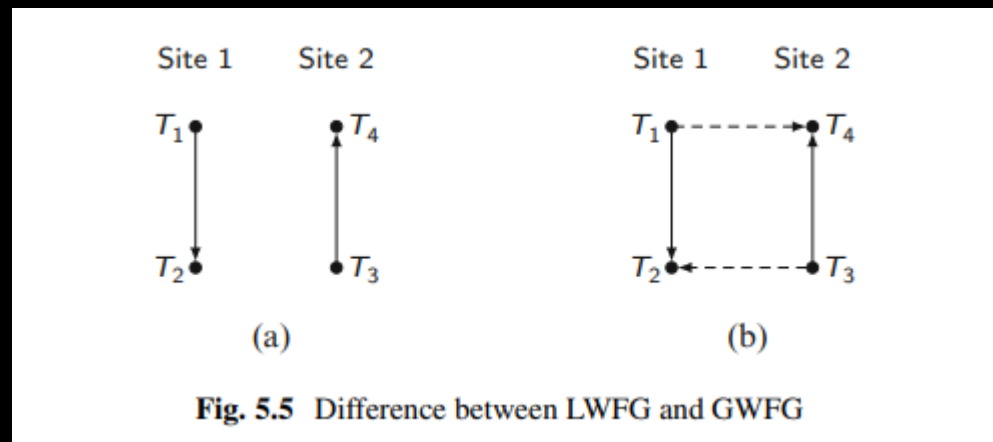 Site 1 Site 2 Site 1 Site 2
T1 T4 T1 T4
T2 T3 T2 T3
(a) (b)
Fig. 5.5 Difference between LWFG and GWFG